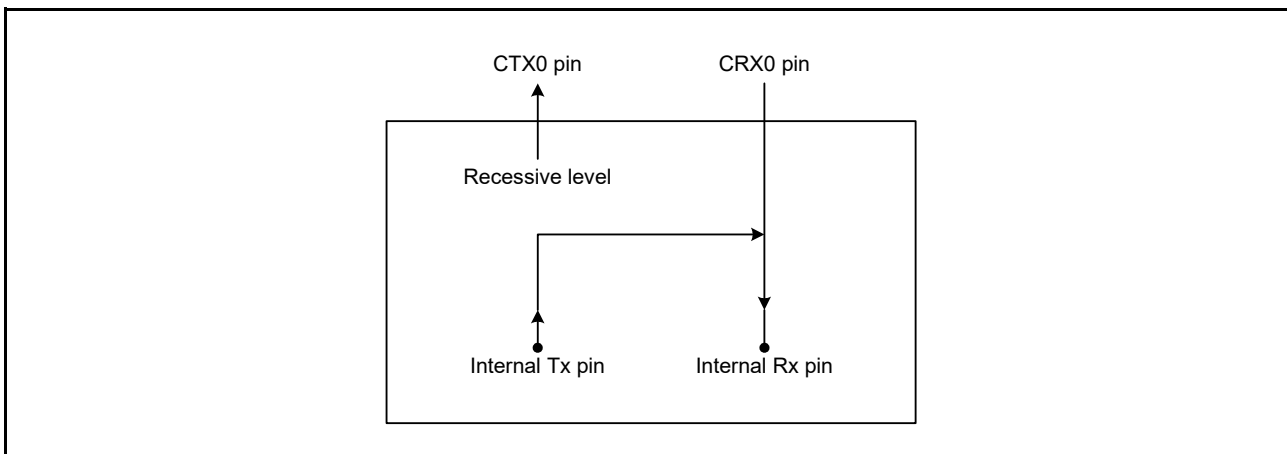 CTX0 pin
CRX0 pin
Recessive level
Internal Tx pin
Internal Rx pin